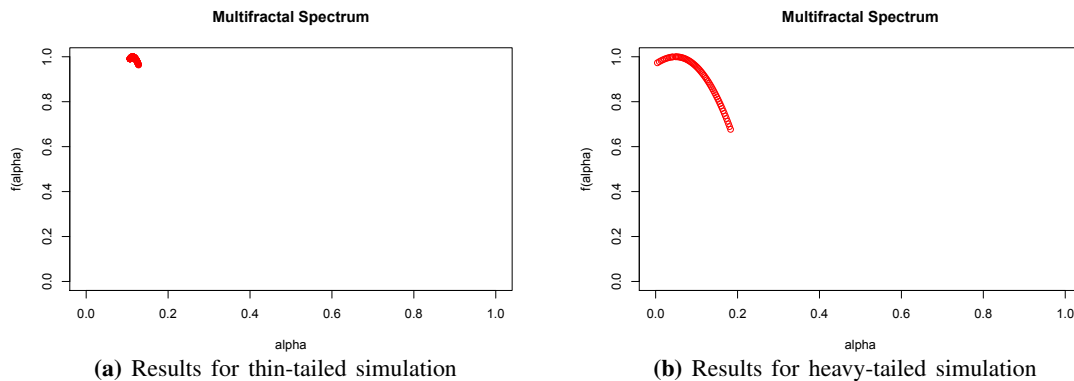 Multifractal Spectrum
f(alpha)
1.0
0.8
0.6
0.4
0.2
0.0
0.0 0.2 0.4 0.6 0.8 1.0
alpha
(a) Results for thin-tailed simulation
Multifractal Spectrum
f(alpha)
1.0
0.8
0.6
0.4
0.2
0.0
0.0 0.2 0.4 0.6 0.8 1.0
alpha
(b) Results for heavy-tailed simulation